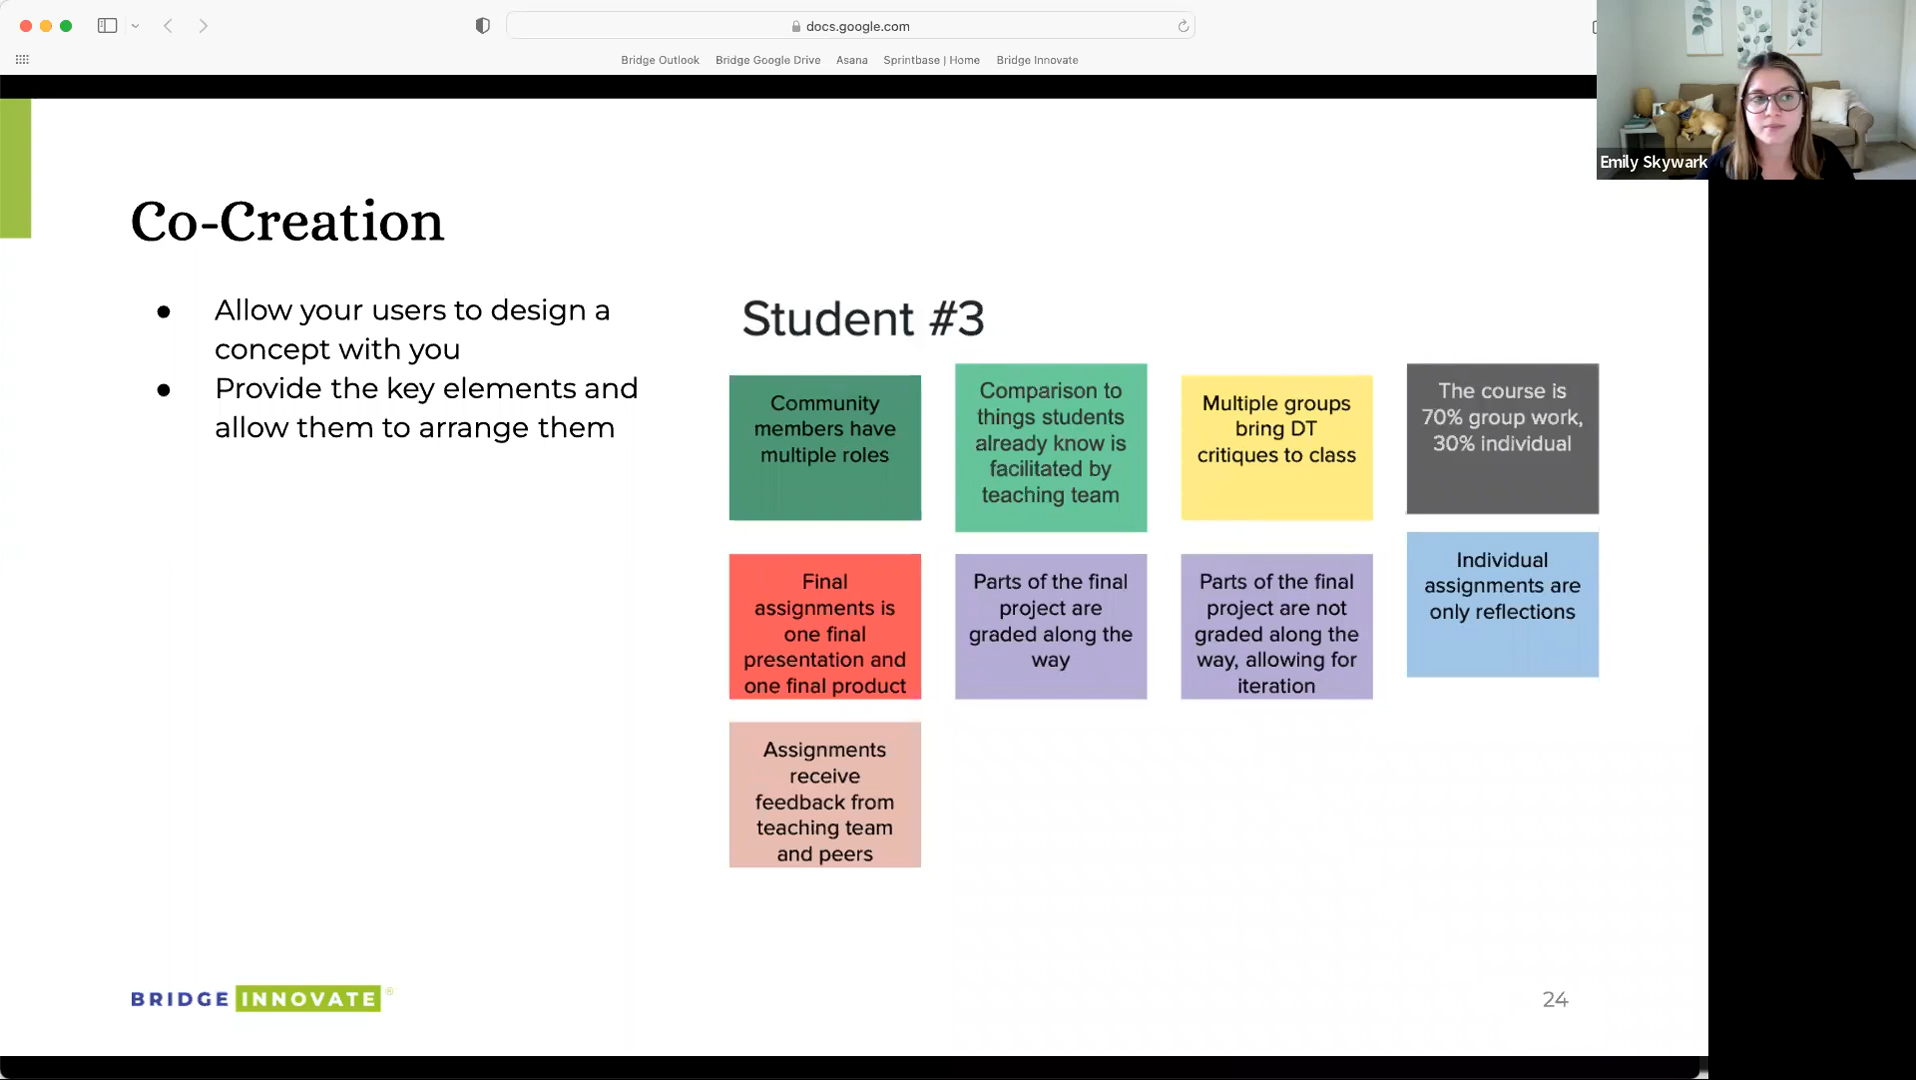 docs.google.com
Bridge Outlook Bridge Google Drive Asana Sprintbase | Home Bridge Innovate
Emily Skywark
Co-Creation
● Allow your users to design a
concept with you
● Provide the key elements and
allow them to arrange them
Student #3
Community
members have
multiple roles
Comparison to
things students
already know is
facilitated by
teaching team
Multiple groups
bring DT
critiques to class
The course is
70% group work,
30% individual
Final
assignments is
one final
presentation and
one final product
Parts of the final
project are
graded along the
way
Parts of the final
project are not
graded along the
way, allowing for
iteration
Individual
assignments are
only reflections
Assignments
receive
feedback from
teaching team
and peers
BRIDGE INNOVATE®
24